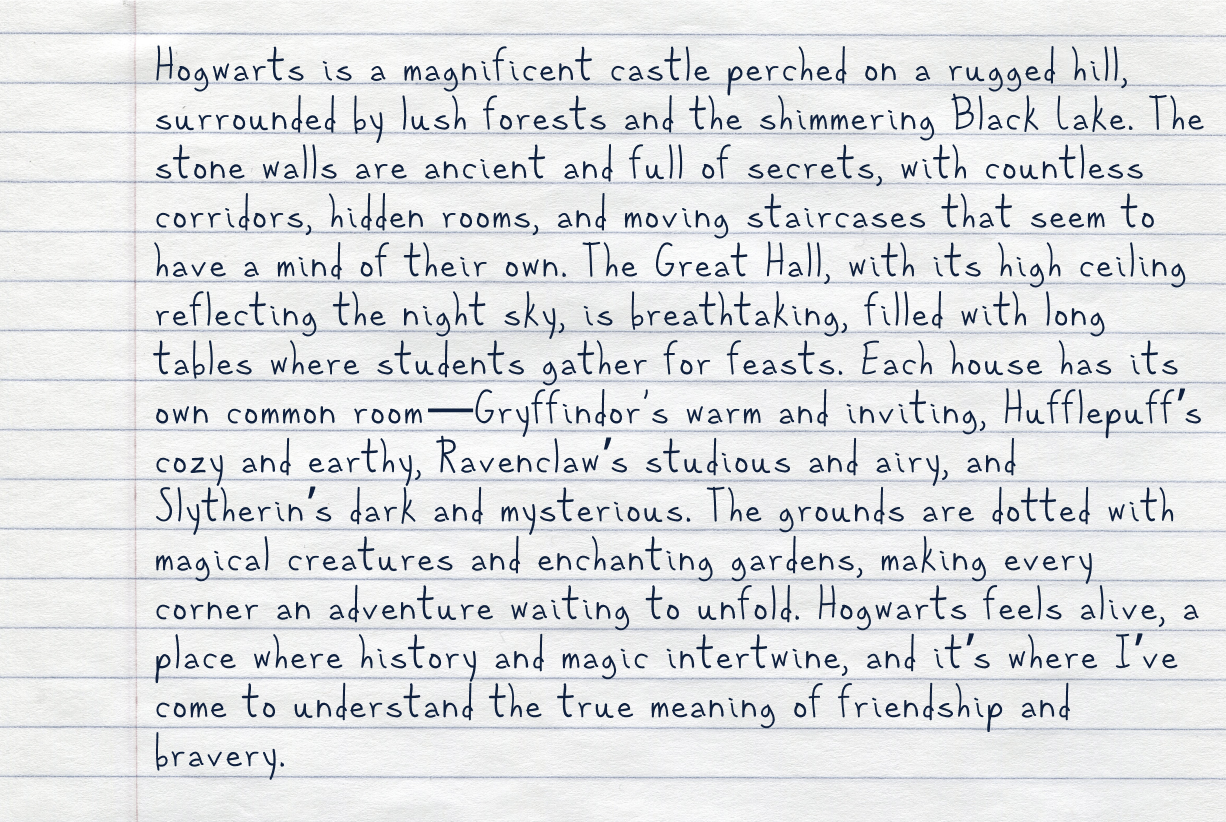 Hogwarts is a magnificent castle perched on a rugged hill,
surrounded by lush forests and the shimmering Black Lake. The
stone walls are ancient and full of secrets, with countless
corridors, hidden rooms, and moving staircases that seem to
have a mind of their own. The Great Hall, with its high ceiling
reflecting the night sky, is breathtaking, filled with long
tables where students gather for feasts. Each house has its
own common room—Gryffindor's warm and inviting, Hufflepuff's
cozy and earthy, Ravenclaw's studious and airy, and
Slytherin's dark and mysterious. The grounds are dotted with
magical creatures and enchanting gardens, making every
corner an adventure waiting to unfold. Hogwarts feels alive, a
place where history and magic intertwine, and it's where I've
come to understand the true meaning of friendship and
bravery.